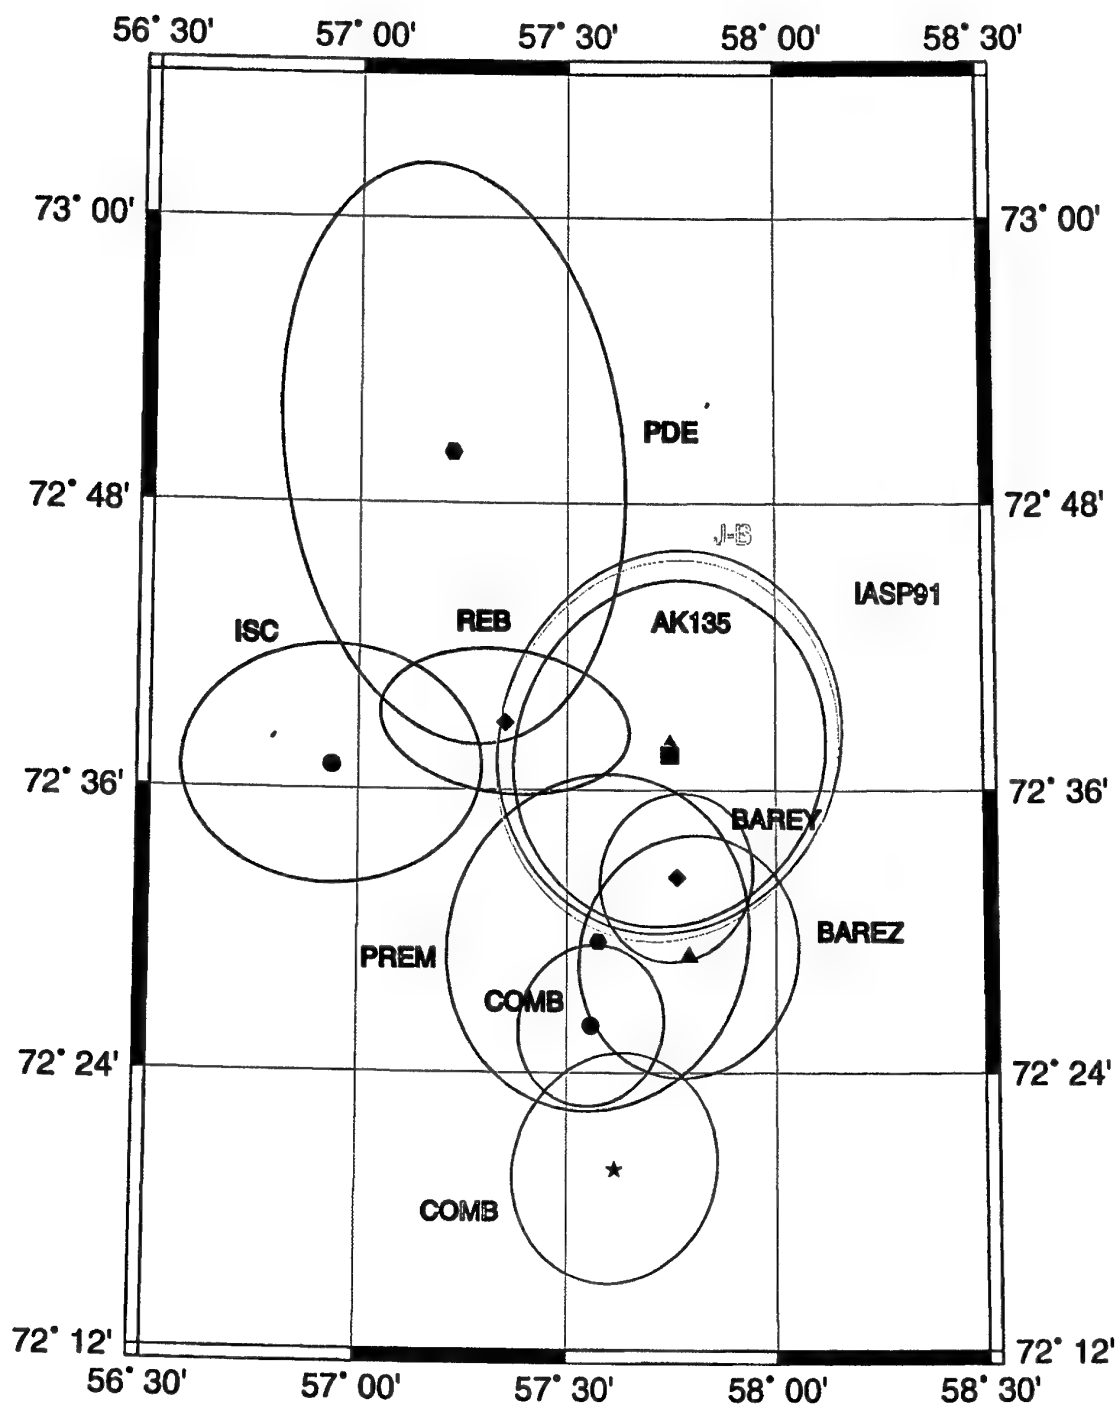 56° 30' 57° 00' 57° 30' 58° 00' 58° 30'
73° 00' 73° 00'
PDE
72° 48' 72° 48'
J-B
IASP91
ISC REB AK135
72° 36' 72° 36'
BAREY
BAREZ
PREM
COMB
72° 24' 72° 24'
COMB
72° 12' 72° 12'
56° 30' 57° 00' 57° 30' 58° 00' 58° 30'